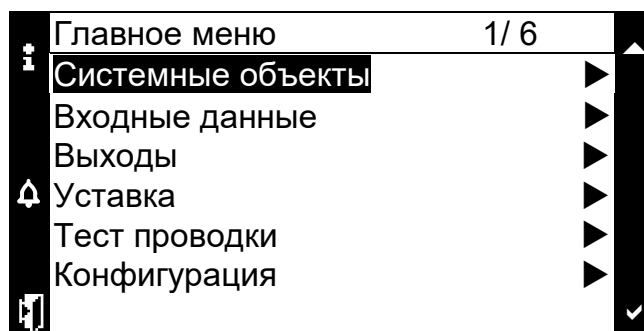 Главное меню 1/ 6
Системные объекты
Входные данные
Выходы
Уставка
Тест проводки
Конфигурация